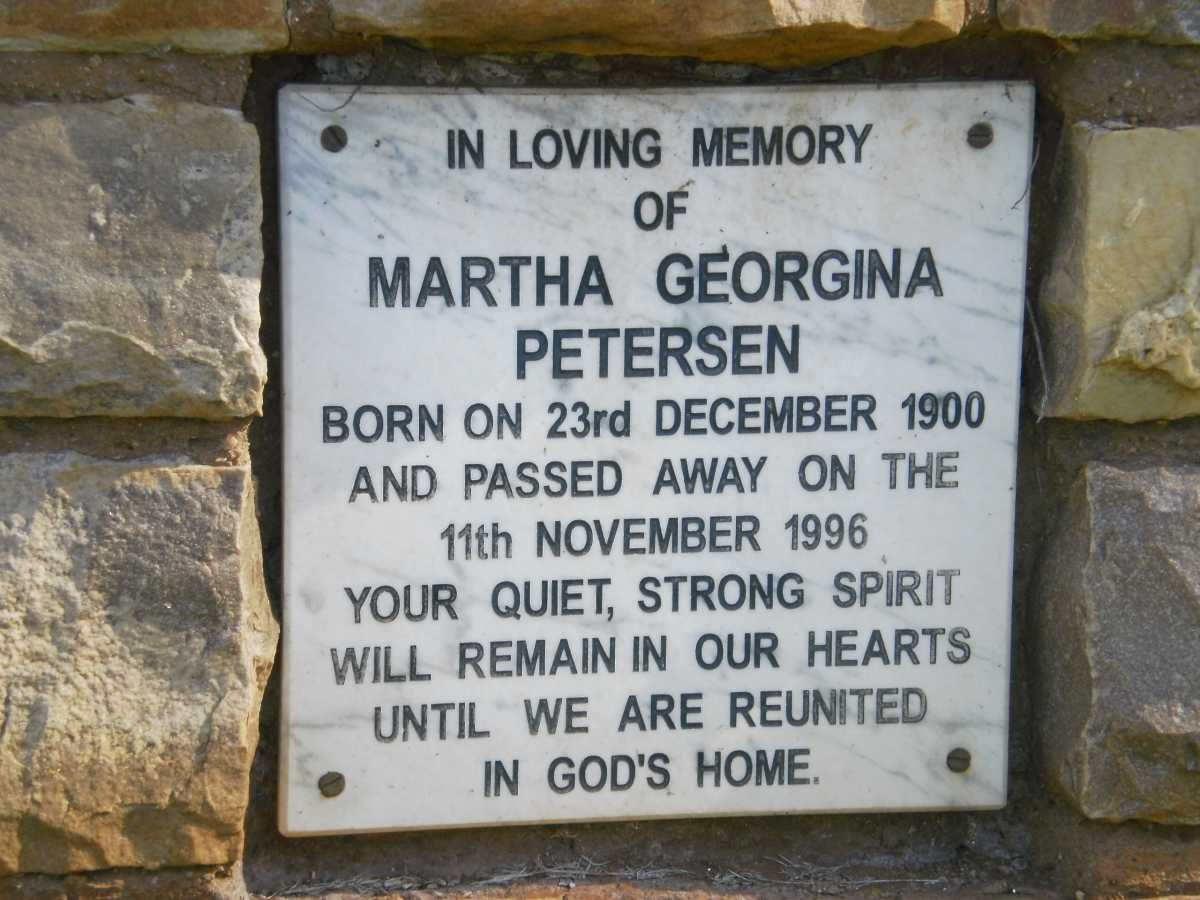 IN LOVING MEMORY
OF
MARTHA GEORGINA
PETERSEN
BORN ON 23rd DECEMBER 1900
AND PASSED AWAY ON THE
11th NOVEMBER 1996
YOUR QUIET, STRONG SPIRIT
WILL REMAIN IN OUR HEARTS
UNTIL WE ARE REUNITED
IN GOD'S HOME.